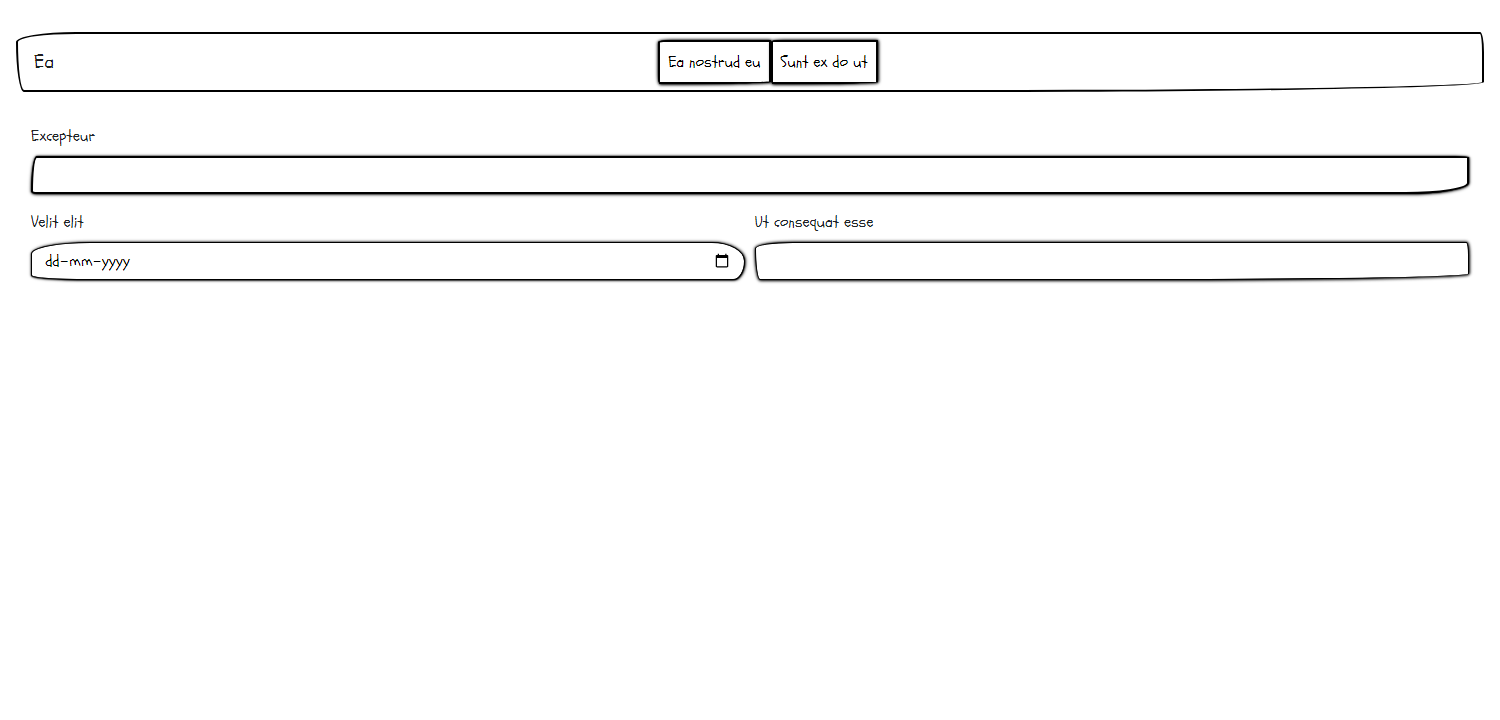 Ea
Ea nostrud eu
Sunt ex do ut
Excepteur
Velit elit
Ut consequat esse
dd-mm-yyyy